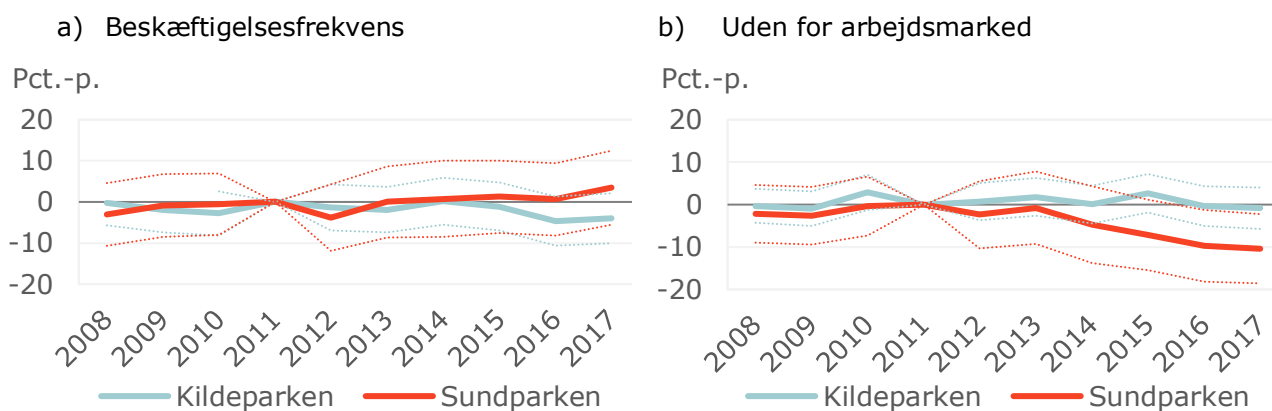 a) Beskæftigelsesfrekvens
Pct.-p.
20
10
0
-10
-20
2008 2009 2010 2011 2012 2013 2014 2015 2016 2017
Kildeparken Sundparken
b) Uden for arbejdsmarked
Pct.-p.
20
10
0
-10
-20
2008 2009 2010 2011 2012 2013 2014 2015 2016 2017
Kildeparken Sundparken